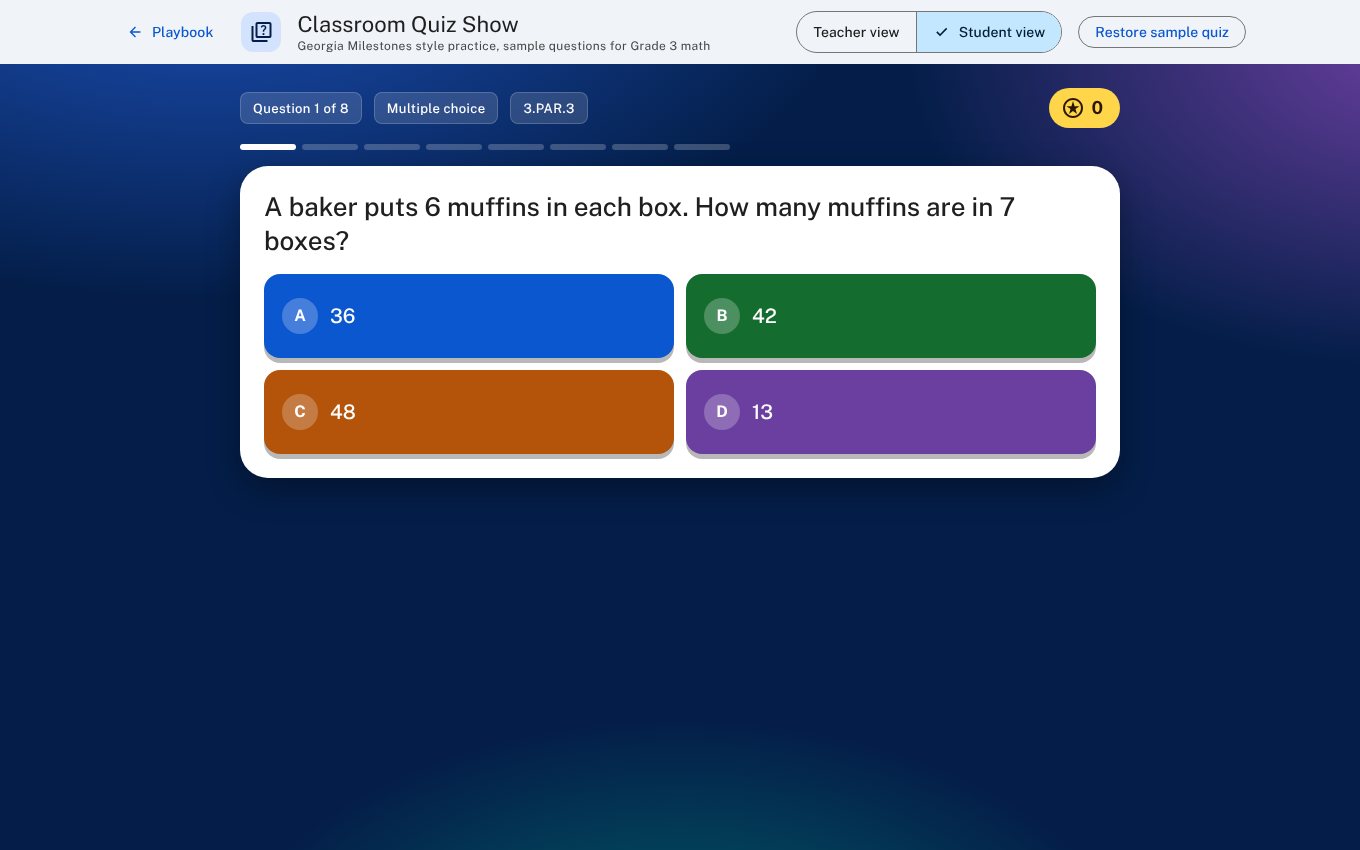 Playbook
Classroom Quiz Show
Georgia Milestones style practice, sample questions for Grade 3 math
Teacher view
Student view
Restore sample quiz
Question 1 of 8
Multiple choice
3.PAR.3
0
A baker puts 6 muffins in each box. How many muffins are in 7
boxes?
A 36
B 42
C 48
D 13